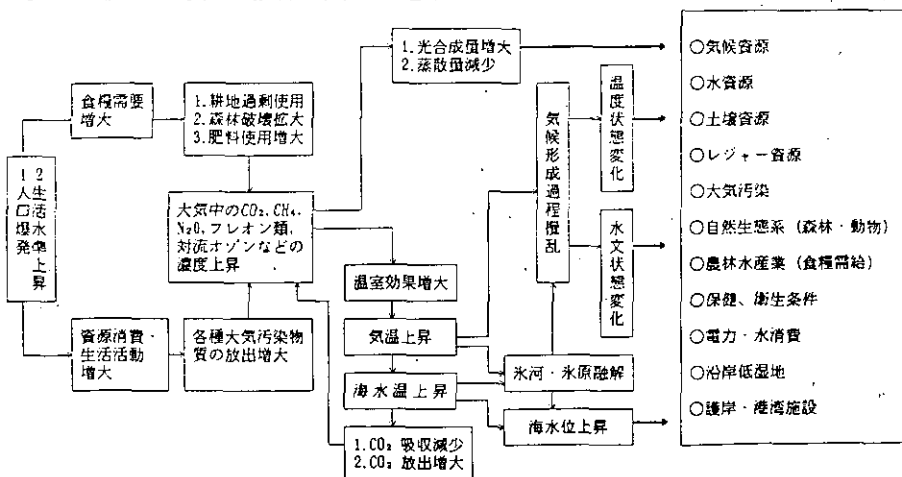 1人口爆発
2生活水準上昇
食糧需要
増大
1.耕地過剰使用
2.森林破壊拡大
3.肥料使用増大
大気中のCO₂,CH₄,
N₂O,フレオン類,
対流オゾンなどの
濃度上昇
資源消費・
生活活動
増大
各種大気汚染物
質の放出増大
1.光合成量増大
2.蒸散量減少
温室効果増大
気温上昇
海水温上昇
1.CO₂ 吸収減少
2.CO₂ 放出増大
気候形成過程攪乱
温度状態変化
水文状態変化
氷河・氷原融解
海水位上昇
○気候資源
○水資源
○土壌資源
○レジャー資源
○大気汚染
○自然生態系（森林・動物）
○農林水産業（食糧需給）
○保健、衛生条件
○電力・水消費
○沿岸低湿地
○護岸・港湾施設